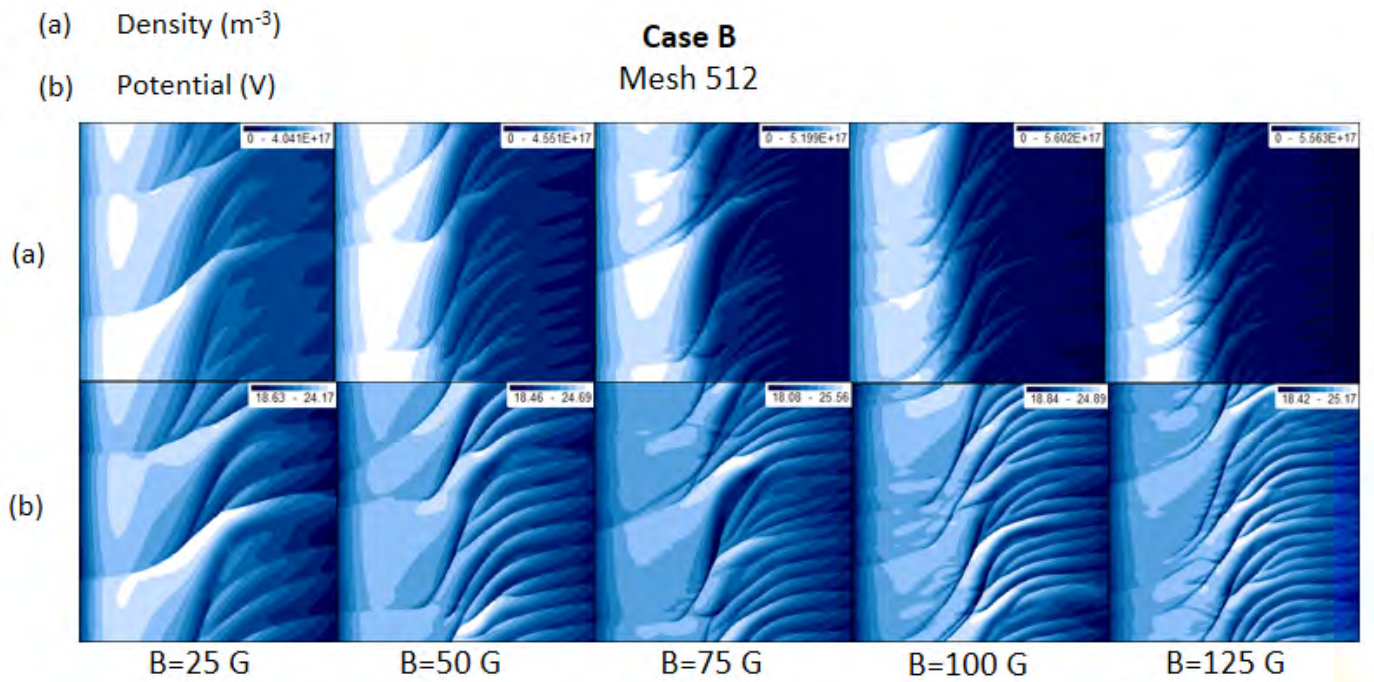 (a) Density (m⁻³)
Case B
(b) Potential (V)
Mesh 512
0 - 4.041E+17
0 - 4.551E+17
0 - 5.199E+17
0 - 5.602E+17
0 - 5.563E+17
(a)
18.63 - 24.17
18.46 - 24.69
18.08 - 25.56
18.84 - 24.89
18.42 - 25.17
(b)
B=25 G
B=50 G
B=75 G
B=100 G
B=125 G